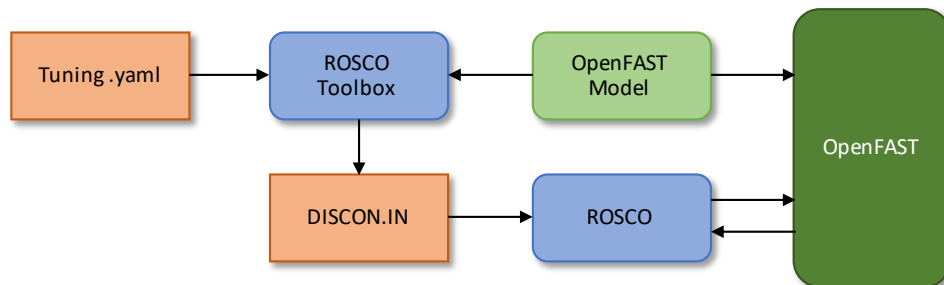 Tuning .yaml
ROSCO
Toolbox
OpenFAST
Model
OpenFAST
DISCON.IN
ROSCO